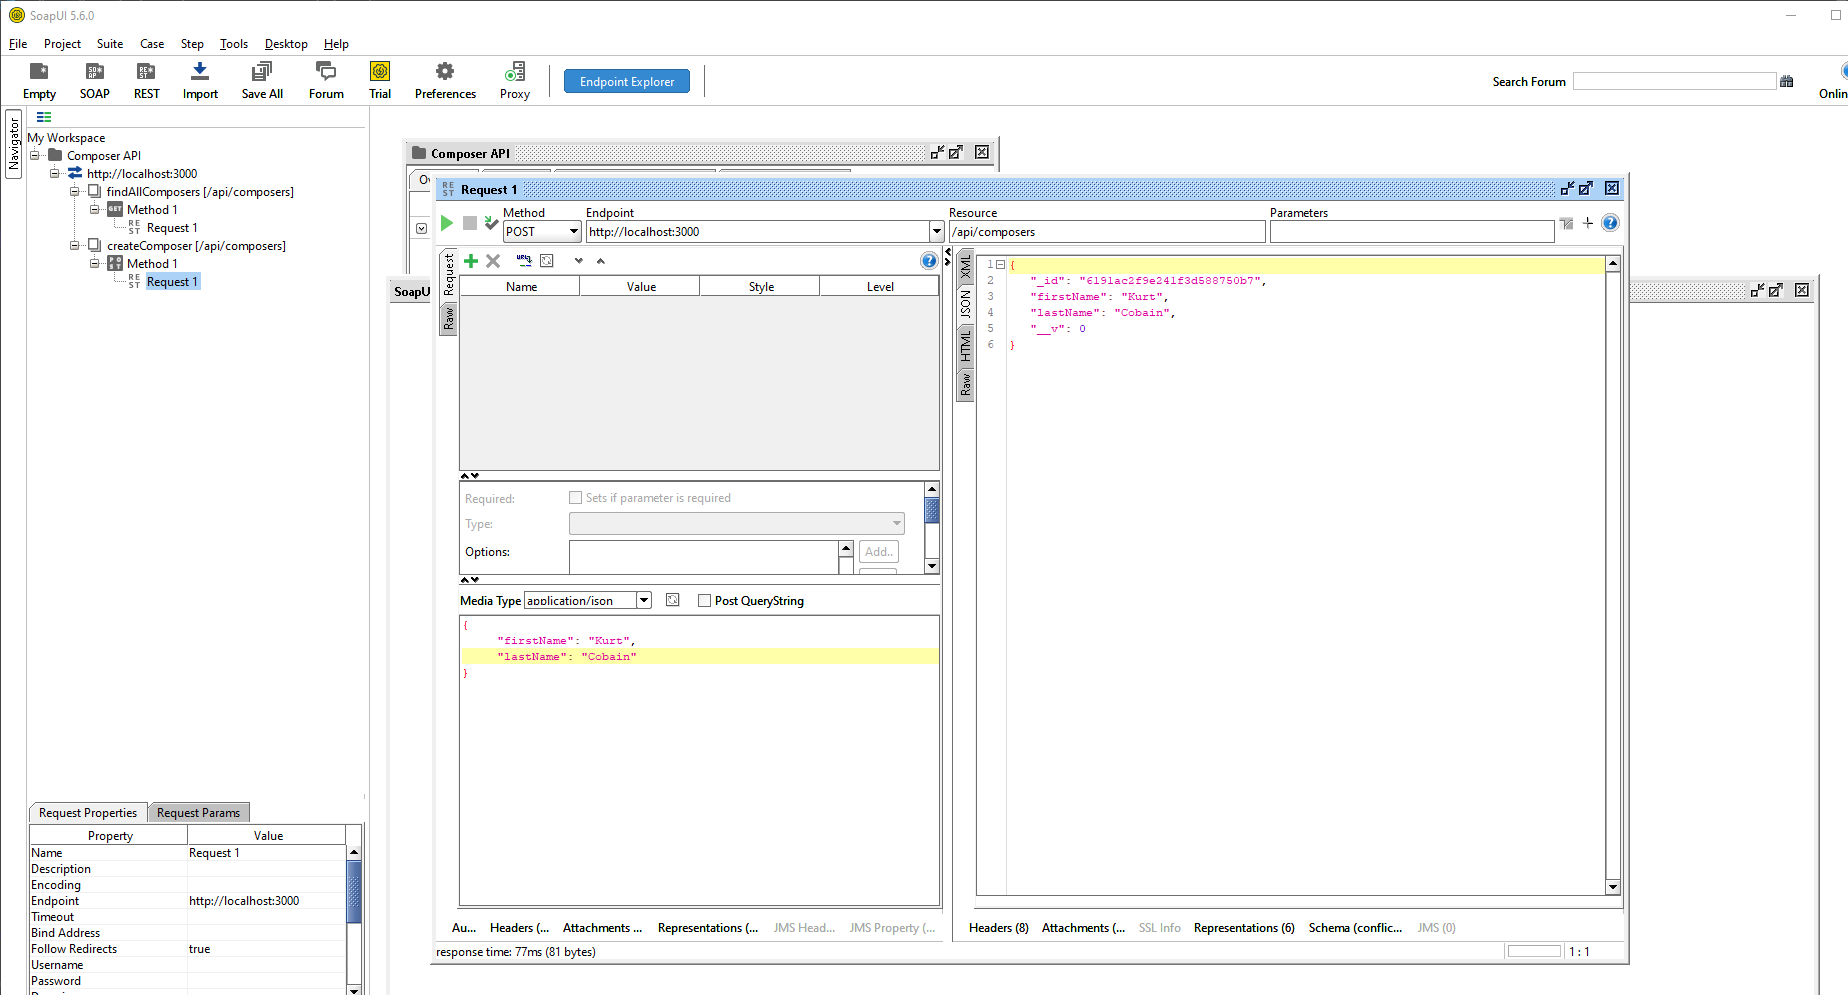 SoapUI 5.6.0
File Project Suite Case Step Tools Desktop Help
Empty SOAP REST Import Save All Forum Trial Preferences Proxy Endpoint Explorer Search Forum Onlin
Navigator
My Workspace
Composer API
http://localhost:3000
findAllComposers [/api/composers]
GET Method 1
REST Request 1
createComposer [/api/composers]
POST Method 1
REST Request 1
Request Properties Request Params
Property Value
Name Request 1
Description
Encoding
Endpoint http://localhost:3000
Timeout
Bind Address
Follow Redirects true
Username
Password
Composer API
Ov
SoapU
REST Request 1
Method Endpoint Resource Parameters
POST http://localhost:3000 /api/composers
Request
Raw
Name Value Style Level
Required: Sets if parameter is required
Type:
Options: Add..
Media Type application/json Post QueryString
{
"firstName": "Kurt",
"lastName": "Cobain"
}
Au... Headers (... Attachments ... Representations (... JMS Head... JMS Property (...
XML
JSON
HTML
Raw
1 {
2 "_id": "6191ac2f9e241f3d588750b7",
3 "firstName": "Kurt",
4 "lastName": "Cobain",
5 "__v": 0
6 }
Headers (8) Attachments (... SSL Info Representations (6) Schema (conflic... JMS (0)
response time: 77ms (81 bytes) 1 : 1